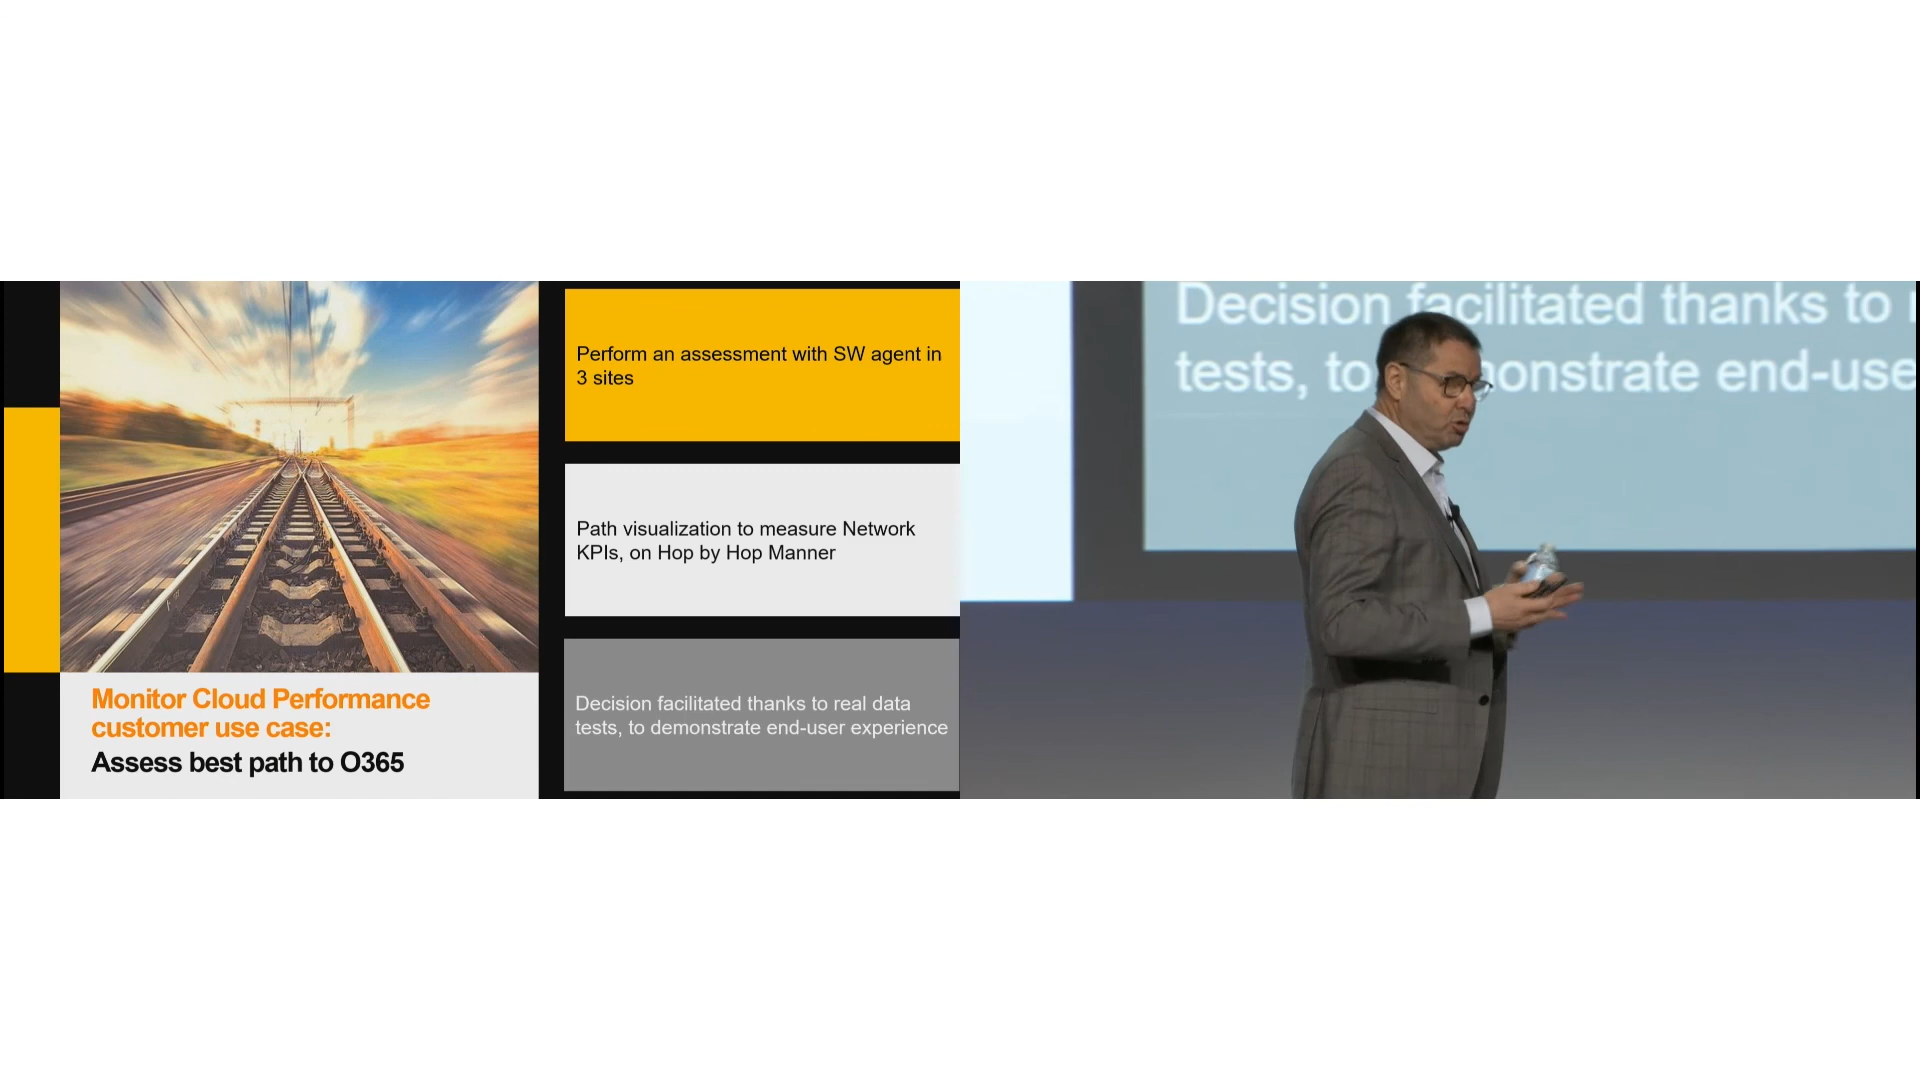 Perform an assessment with SW agent in
3 sites
Path visualization to measure Network
KPIs, on Hop by Hop Manner
Decision facilitated thanks to real data
tests, to demonstrate end-user experience
Monitor Cloud Performance
customer use case:
Assess best path to O365
Decision facilitated thanks to
tests, to end-use